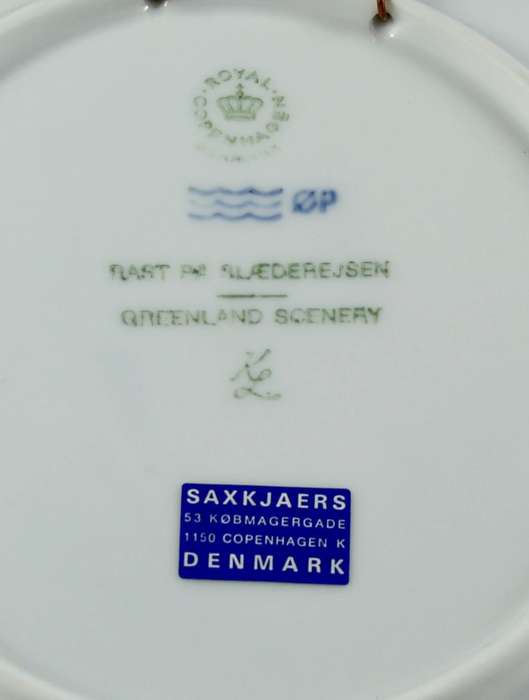 ROYAL COPENHAGEN
ØP
RAST PÅ SLÆDEREJSEN
GREENLAND SCENERY
SAXKJAERS
53 KØBMAGERGADE
1150 COPENHAGEN K
DENMARK